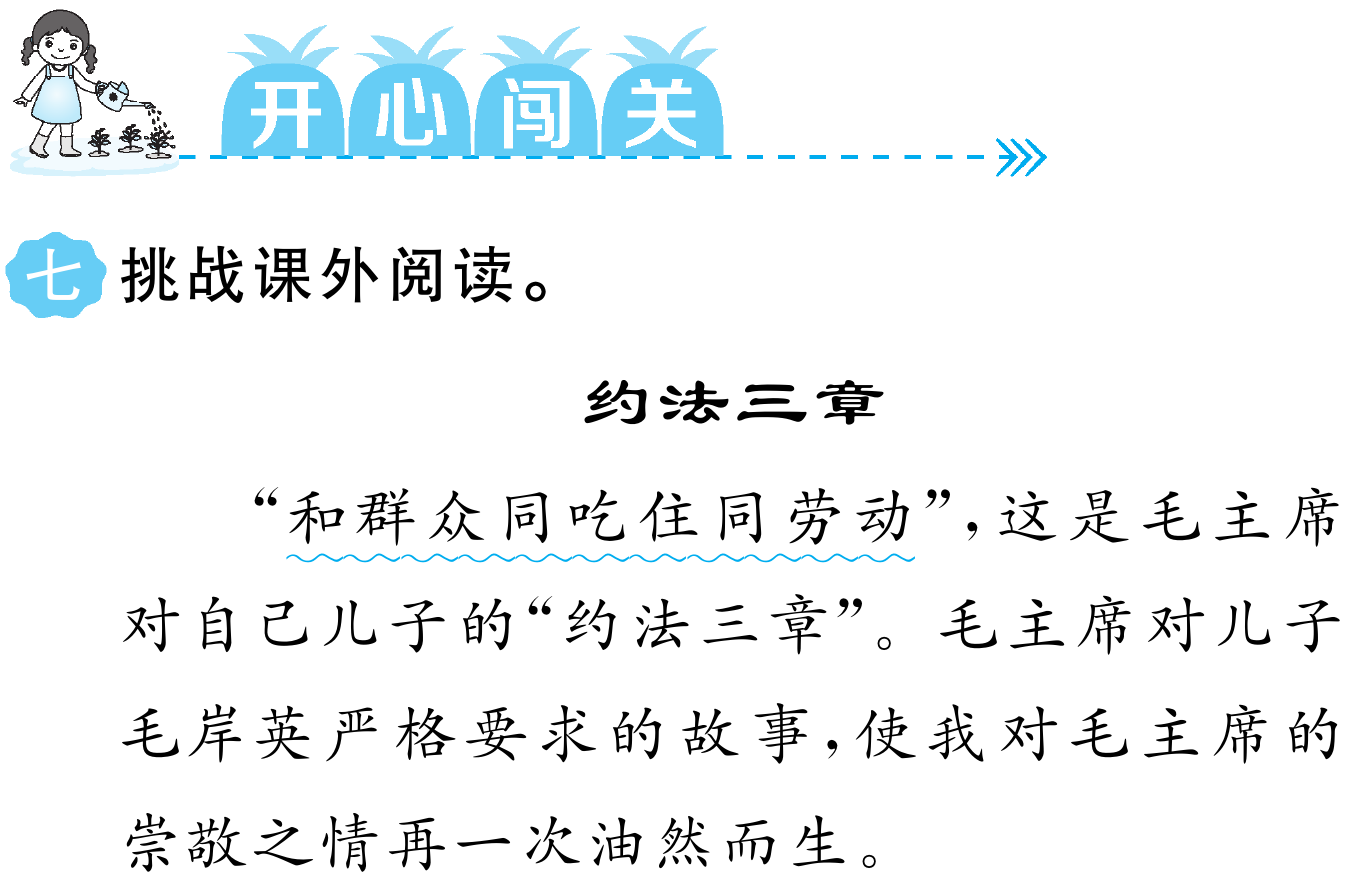 开心闯关
七 挑战课外阅读。
约法三章
“和群众同吃住同劳动”，这是毛主席
对自己儿子的“约法三章”。毛主席对儿子
毛岸英严格要求的故事，使我对毛主席的
崇敬之情再一次油然而生。